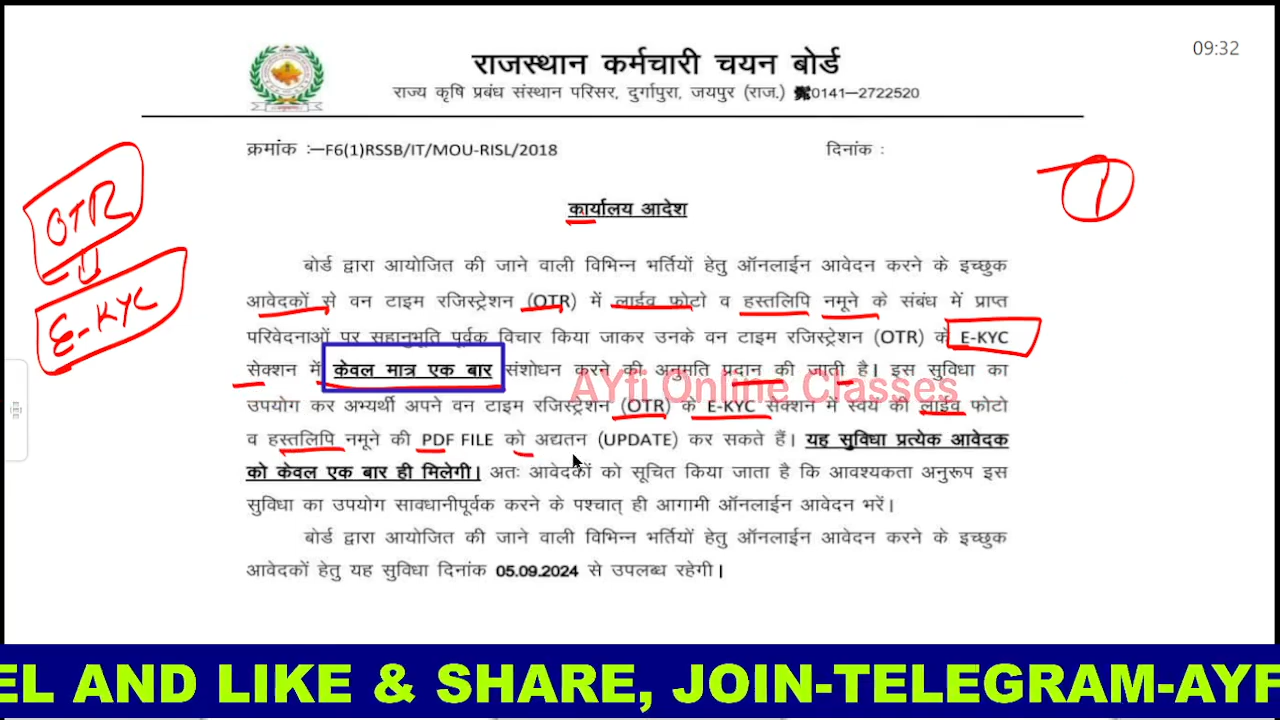 09:32
राजस्थान कर्मचारी चयन बोर्ड
राज्य कृषि प्रबंध संस्थान परिसर, दुर्गापुरा, जयपुर (राज.) 0141–2722520
क्रमांक :–F6(1)RSSB/IT/MOU-RISL/2018 दिनांक :
1
कार्यालय आदेश
OTR
E-KYC
बोर्ड द्वारा आयोजित की जाने वाली विभिन्न भर्तियों हेतु ऑनलाईन आवेदन करने के इच्छुक
आवेदकों से वन टाइम रजिस्ट्रेशन (OTR) में लाईव फोटो व हस्तलिपि नमूने के संबंध में प्राप्त
परिवेदनाओं पर सहानुभूति पूर्वक विचार किया जाकर उनके वन टाइम रजिस्ट्रेशन (OTR) के E-KYC
सेक्शन में केवल मात्र एक बार संशोधन करने की अनुमति प्रदान की जाती है। इस सुविधा का
AYfi Online Classes
उपयोग कर अभ्यर्थी अपने वन टाइम रजिस्ट्रेशन (OTR) के E-KYC सेक्शन में स्वयं की लाईव फोटो
व हस्तलिपि नमूने की PDF FILE को अद्यतन (UPDATE) कर सकते हैं। यह सुविधा प्रत्येक आवेदक
को केवल एक बार ही मिलेगी। अतः आवेदकों को सूचित किया जाता है कि आवश्यकता अनुरूप इस
सुविधा का उपयोग सावधानीपूर्वक करने के पश्चात् ही आगामी ऑनलाईन आवेदन भरें।
बोर्ड द्वारा आयोजित की जाने वाली विभिन्न भर्तियों हेतु ऑनलाईन आवेदन करने के इच्छुक
आवेदकों हेतु यह सुविधा दिनांक 05.09.2024 से उपलब्ध रहेगी।
EL AND LIKE & SHARE, JOIN-TELEGRAM-AYF